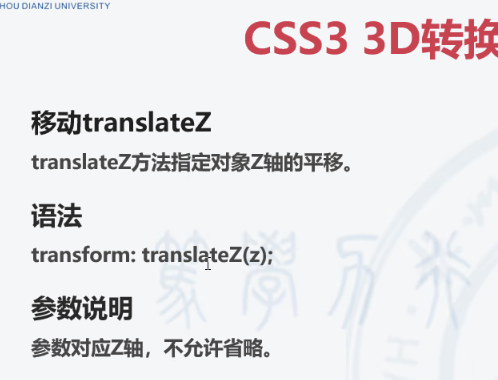 HOU DIANZI UNIVERSITY
CSS3 3D转换
移动translateZ
translateZ方法指定对象Z轴的平移。
语法
transform: translateZ(z);
参数说明
参数对应Z轴，不允许省略。